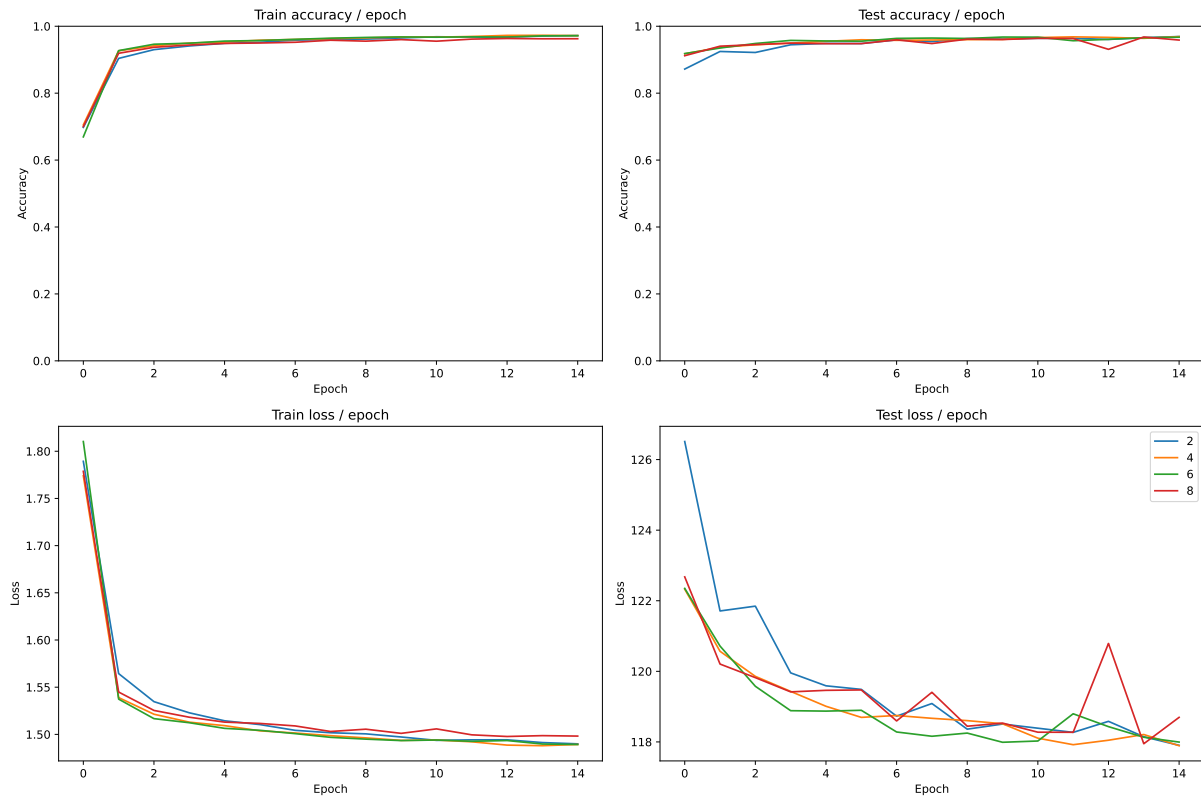 Train accuracy / epoch
1.0
0.8
0.6
0.4
0.2
0.0
Accuracy
0 2 4 6 8 10 12 14
Epoch
Test accuracy / epoch
1.0
0.8
0.6
0.4
0.2
0.0
Accuracy
0 2 4 6 8 10 12 14
Epoch
Train loss / epoch
1.80
1.75
1.70
1.65
1.60
1.55
1.50
Loss
0 2 4 6 8 10 12 14
Epoch
Test loss / epoch
126
124
122
120
118
Loss
0 2 4 6 8 10 12 14
Epoch
2
4
6
8